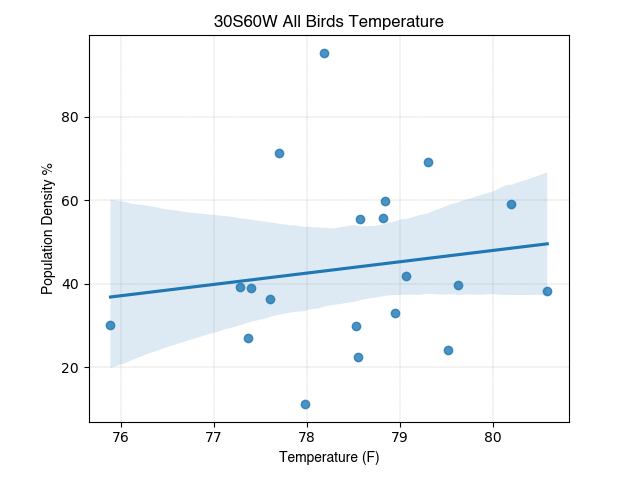 30S60W All Birds Temperature
80
60
40
20
Population Density %
76 77 78 79 80
Temperature (F)